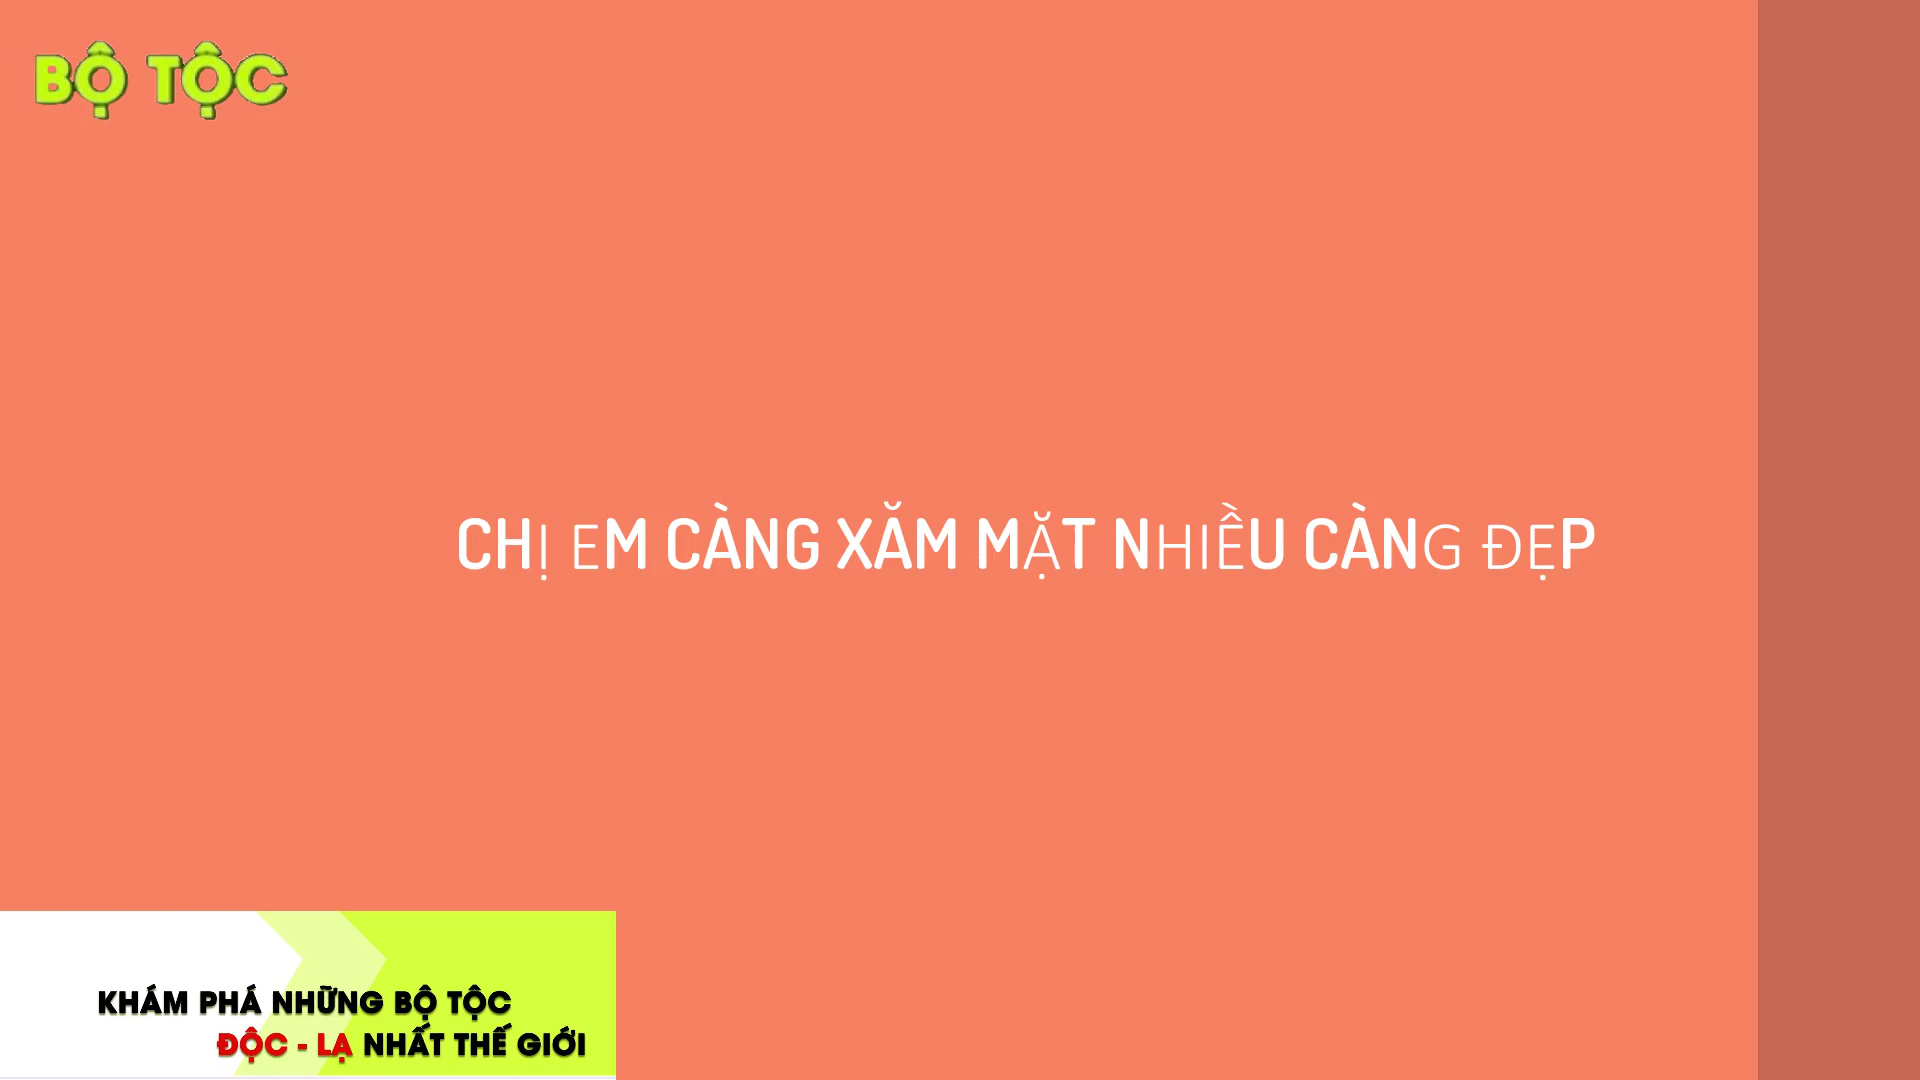 BỘ TỘC
CHỊ EM CÀNG XĂM MẶT NHIỀU CÀNG ĐẸP
KHÁM PHÁ NHỮNG BỘ TỘC
ĐỘC - LẠ NHẤT THẾ GIỚI